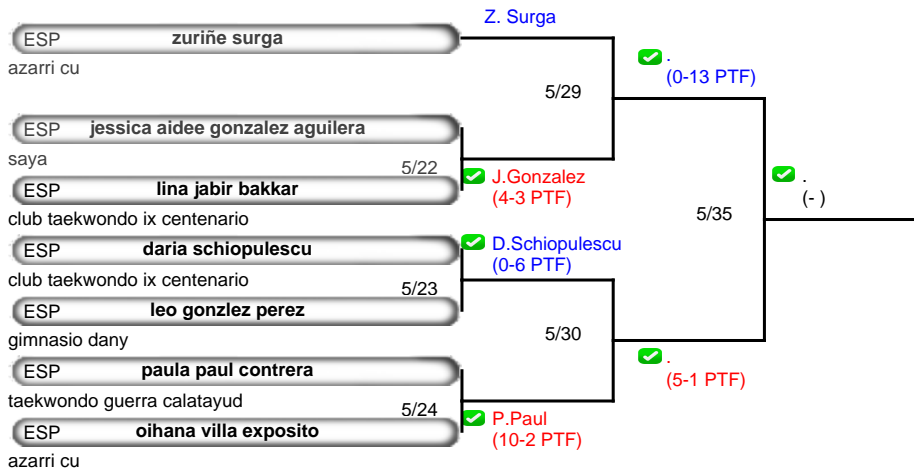 Z. Surga
ESP zuriñe surga
azarri cu
.
(0-13 PTF)
5/29
ESP jessica aidee gonzalez aguilera
saya
5/22
J.Gonzalez
(4-3 PTF)
ESP lina jabir bakkar
club taekwondo ix centenario
.
(- )
5/35
ESP daria schiopulescu
club taekwondo ix centenario
D.Schiopulescu
(0-6 PTF)
5/23
ESP leo gonzlez perez
gimnasio dany
5/30
ESP paula paul contrera
taekwondo guerra calatayud
.
(5-1 PTF)
5/24
P.Paul
(10-2 PTF)
ESP oihana villa exposito
azarri cu